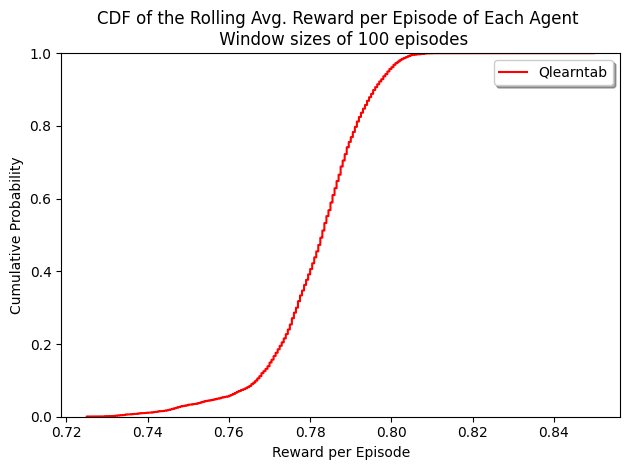 CDF of the Rolling Avg. Reward per Episode of Each Agent
Window sizes of 100 episodes
Qlearntab
1.0
0.8
0.6
0.4
0.2
0.0
Cumulative Probability
0.72 0.74 0.76 0.78 0.80 0.82 0.84
Reward per Episode